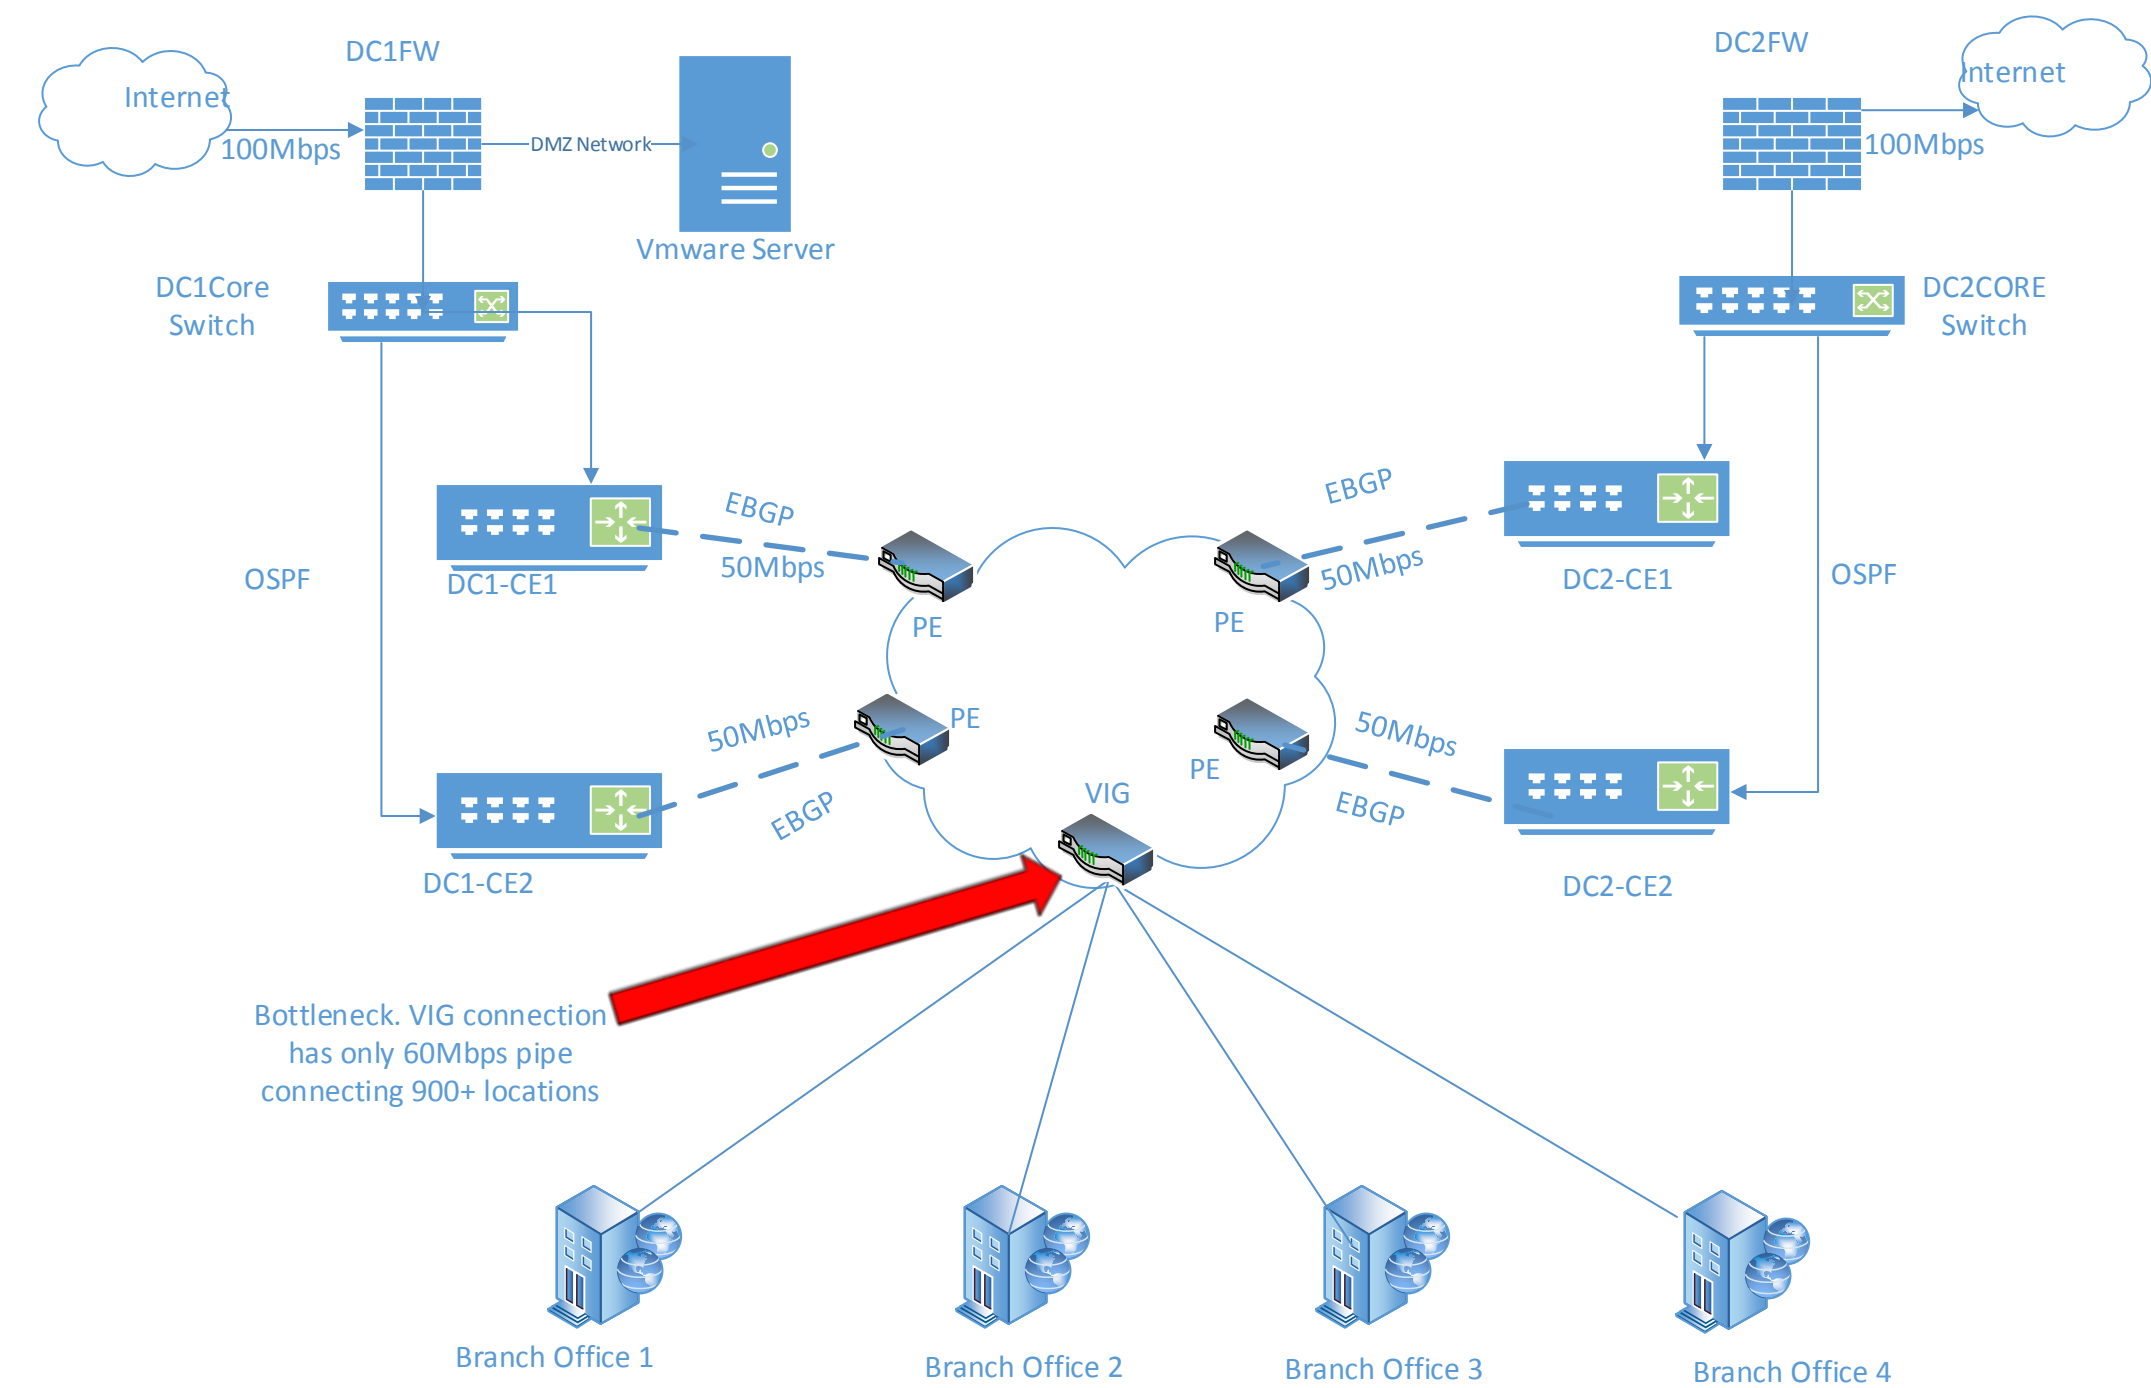 DC1FW
DC2FW
Internet
Internet
100Mbps
DMZ Network
100Mbps
Vmware Server
DC1Core
Switch
DC2CORE
Switch
EBGP
EBGP
50Mbps
50Mbps
OSPF
DC1-CE1
DC2-CE1
OSPF
PE
PE
50Mbps
PE
50Mbps
PE
VIG
EBGP
EBGP
DC1-CE2
DC2-CE2
Bottleneck. VIG connection
has only 60Mbps pipe
connecting 900+ locations
Branch Office 1
Branch Office 2
Branch Office 3
Branch Office 4